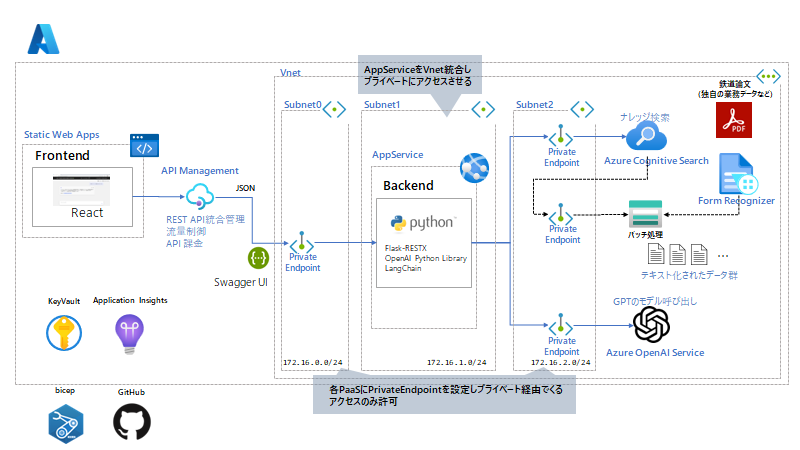 AppServiceをVnet統合し
プライベートにアクセスさせる
Vnet
鉄道論文
(独自の業務データなど)
Subnet0
Subnet1
Subnet2
PDF
Static Web Apps
Frontend
React
API Management
JSON
REST API統合管理
流量制御
API 課金
Swagger UI
Private
Endpoint
AppService
Backend
python
Flask-RESTX
OpenAI Python Library
LangChain
Private
Endpoint
ナレッジ検索
Azure Cognitive Search
Form Recognizer
Private
Endpoint
バッチ処理
...
テキスト化されたデータ群
GPTのモデル呼び出し
Private
Endpoint
Azure OpenAI Service
172.16.0.0/24
172.16.1.0/24
172.16.2.0/24
KeyVault
Application Insights
各PaaSにPrivateEndpointを設定しプライベート経由でくる
アクセスのみ許可
bicep
GitHub